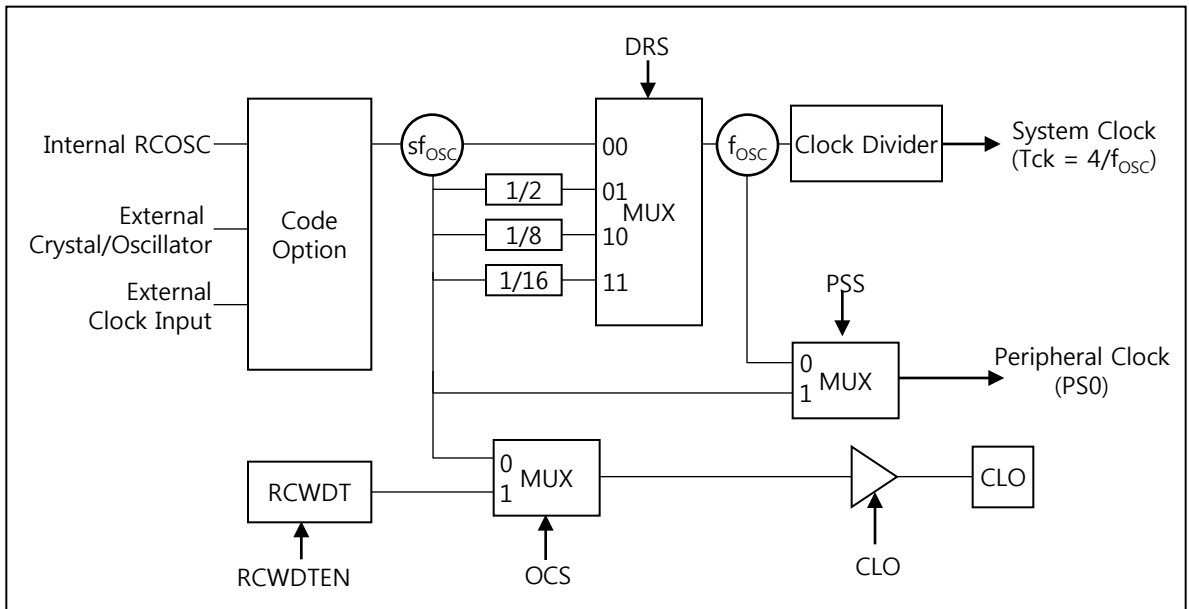 DRS
Internal RCOSC
sfOSC
00
fOSC
Clock Divider
System Clock
(Tck = 4/fOSC)
1/2
01
MUX
External
Crystal/Oscillator
Code
Option
1/8
10
1/16
11
External
Clock Input
PSS
0
MUX
1
Peripheral Clock
(PS0)
RCWDT
0
1
MUX
CLO
RCWDTEN
OCS
CLO